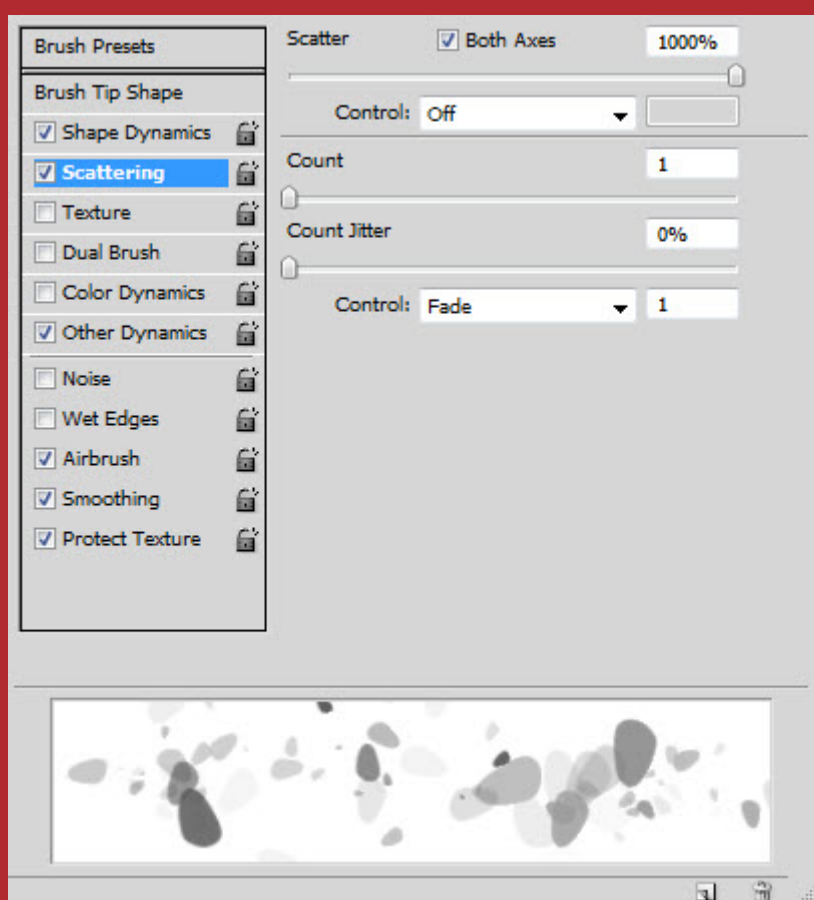 Brush Presets
Brush Tip Shape
Shape Dynamics
Scattering
Texture
Dual Brush
Color Dynamics
Other Dynamics
Noise
Wet Edges
Airbrush
Smoothing
Protect Texture
Scatter Both Axes 1000%
Control: Off
Count 1
Count Jitter 0%
Control: Fade 1